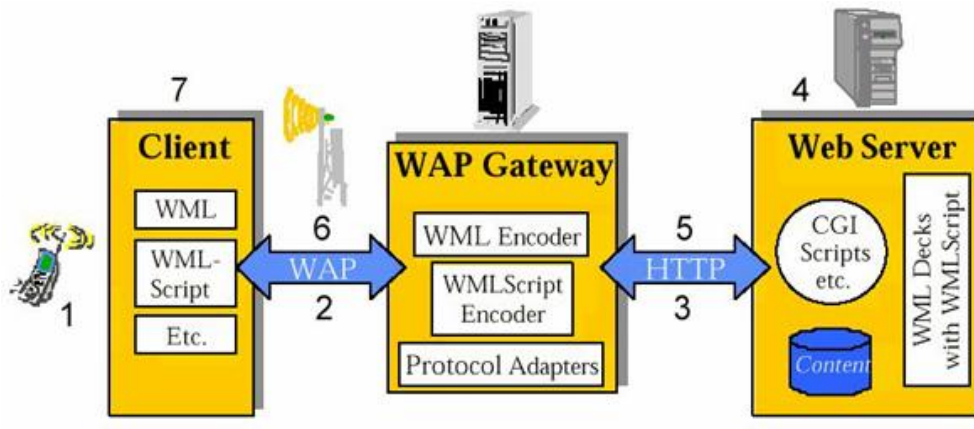 7
Client
WML
WML-
Script
Etc.
1
6
WAP
2
WAP Gateway
WML Encoder
WMLScript
Encoder
Protocol Adapters
5
HTTP
3
4
Web Server
CGI
Scripts
etc.
Content
WML Decks
with WMLScript